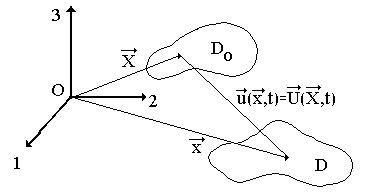 3
D₀
X⃗
O
2
u⃗(x⃗,t)=U⃗(X⃗,t)
x⃗
1
D